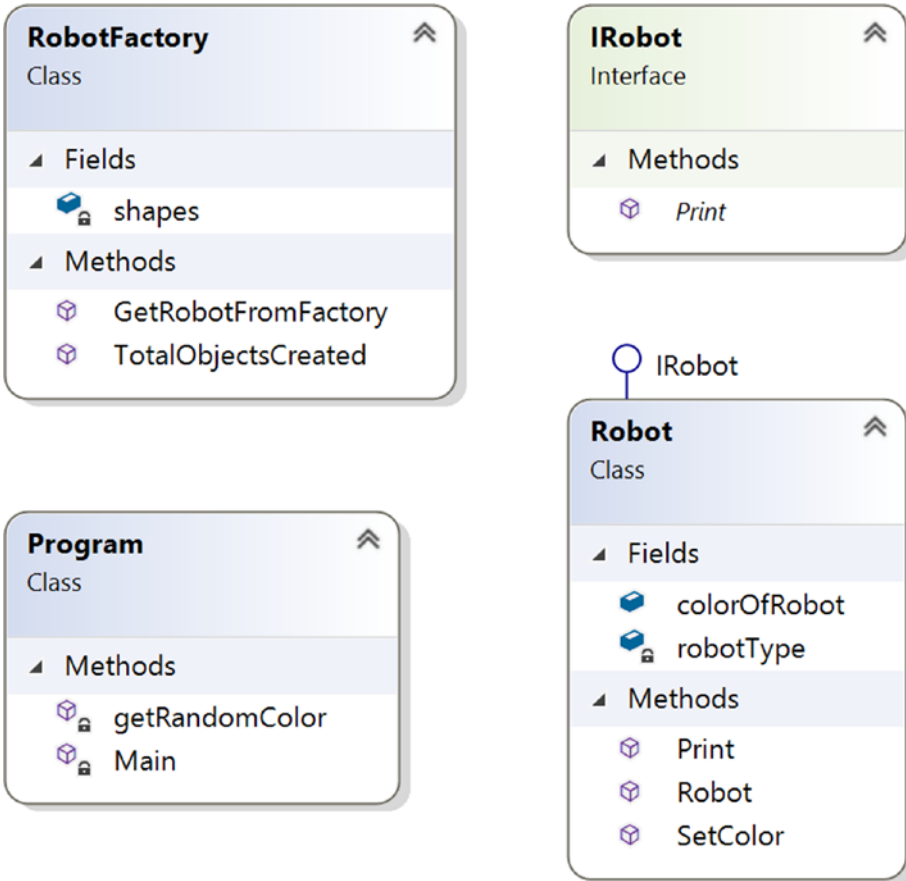 RobotFactory
Class
Fields
shapes
Methods
GetRobotFromFactory
TotalObjectsCreated
IRobot
Interface
Methods
Print
Program
Class
Methods
getRandomColor
Main
IRobot
Robot
Class
Fields
colorOfRobot
robotType
Methods
Print
Robot
SetColor